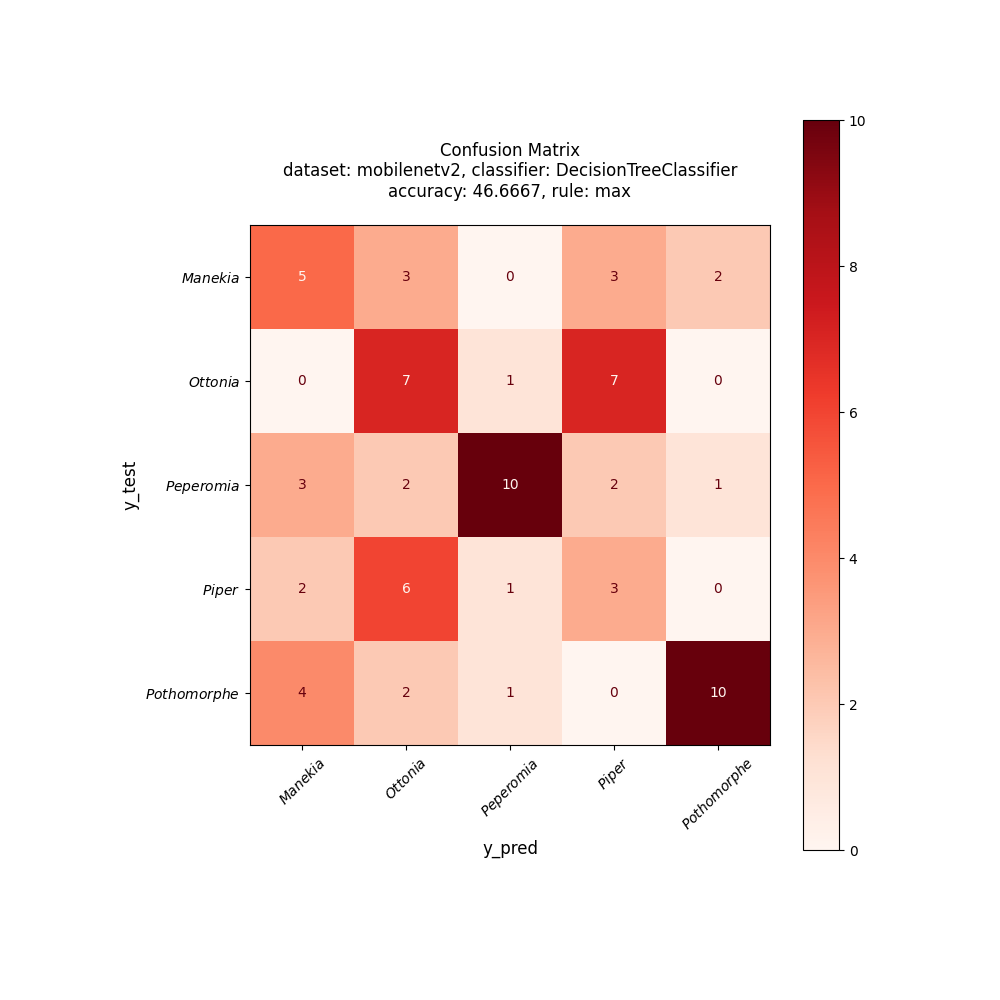 Confusion Matrix
dataset: mobilenetv2, classifier: DecisionTreeClassifier
accuracy: 46.6667, rule: max
Manekia 5 3 0 3 2
Ottonia 0 7 1 7 0
Peperomia 3 2 10 2 1
Piper 2 6 1 3 0
Pothomorphe 4 2 1 0 10
y_test
Manekia Ottonia Peperomia Piper Pothomorphe
y_pred
10
8
6
4
2
0